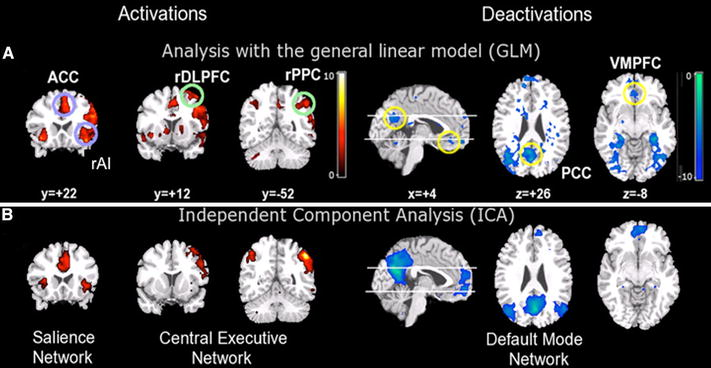 Activations
Deactivations
A
Analysis with the general linear model (GLM)
ACC
rDLPFC
rPPC
10
VMPFC
0
rAI
0
PCC
-10
y=+22
y=+12
y=-52
x=+4
z=+26
z=-8
B
Independent Component Analysis (ICA)
Salience
Network
Central Executive
Network
Default Mode
Network